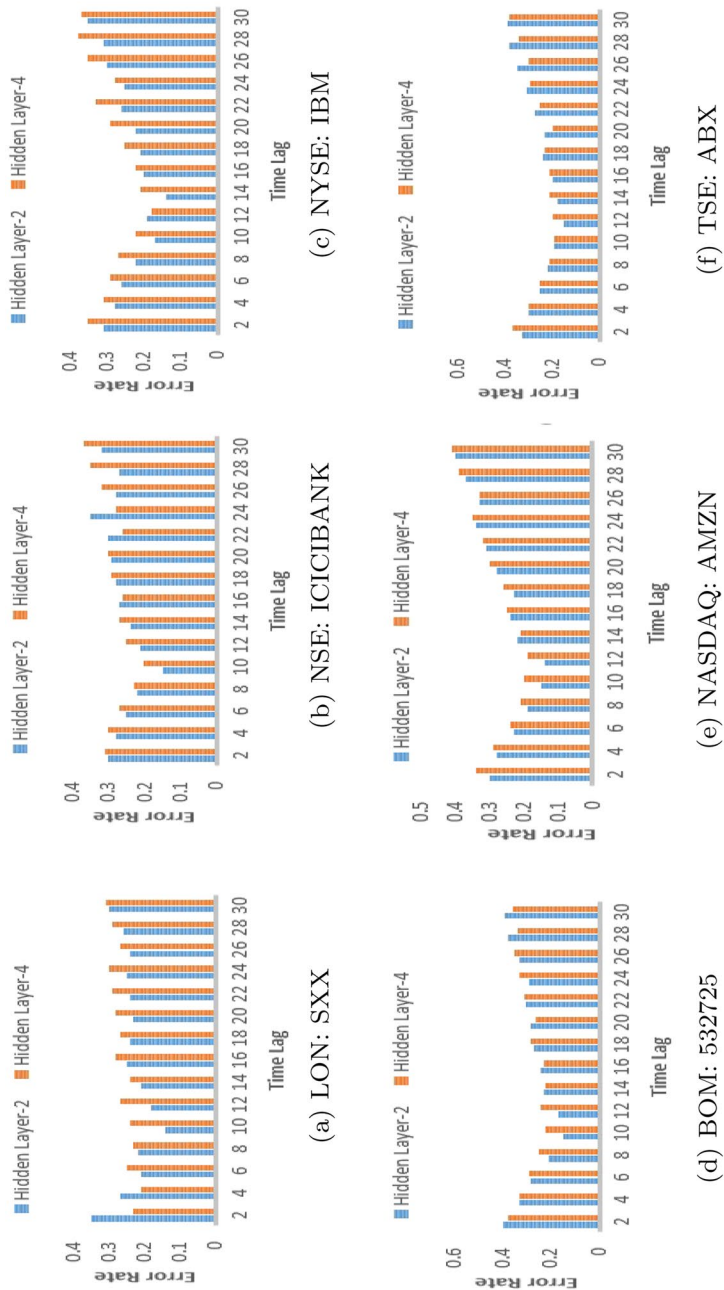 Hidden Layer-2 Hidden Layer-4
0.4
0.3
0.2
0.1
0
Error Rate
2 4 6 8 10 12 14 16 18 20 22 24 26 28 30
Time Lag
(a) LON: SXX
Hidden Layer-2 Hidden Layer-4
0.4
0.3
0.2
0.1
0
Error Rate
2 4 6 8 10 12 14 16 18 20 22 24 26 28 30
Time Lag
(b) NSE: ICICIBANK
Hidden Layer-2 Hidden Layer-4
0.4
0.3
0.2
0.1
0
Error Rate
2 4 6 8 10 12 14 16 18 20 22 24 26 28 30
Time Lag
(c) NYSE: IBM
Hidden Layer-2 Hidden Layer-4
0.6
0.4
0.2
0
Error Rate
2 4 6 8 10 12 14 16 18 20 22 24 26 28 30
Time Lag
(d) BOM: 532725
Hidden Layer-2 Hidden Layer-4
0.5
0.4
0.3
0.2
0.1
0
Error Rate
2 4 6 8 10 12 14 16 18 20 22 24 26 28 30
Time Lag
(e) NASDAQ: AMZN
Hidden Layer-2 Hidden Layer-4
0.6
0.4
0.2
0
Error Rate
2 4 6 8 10 12 14 16 18 20 22 24 26 28 30
Time Lag
(f) TSE: ABX